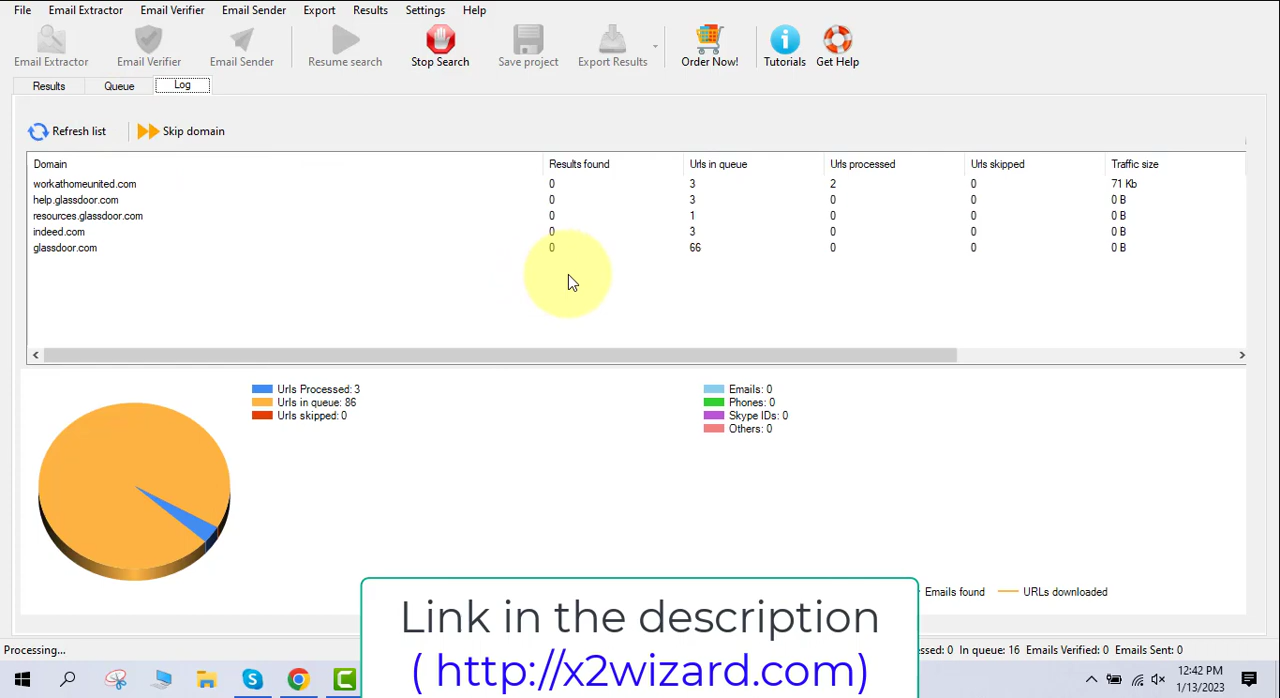 File Email Extractor Email Verifier Email Sender Export Results Settings Help
Email Extractor Email Verifier Email Sender Resume search Stop Search Save project Export Results Order Now! Tutorials Get Help
Results Queue Log
Refresh list Skip domain
Domain Results found Urls in queue Urls processed Urls skipped Traffic size
workathomeunited.com 0 3 2 0 71 Kb
help.glassdoor.com 0 3 0 0 0 B
resources.glassdoor.com 0 1 0 0 0 B
indeed.com 0 3 0 0 0 B
glassdoor.com 0 66 0 0 0 B
Urls Processed: 3 Emails: 0
Urls in queue: 86 Phones: 0
Urls skipped: 0 Skype IDs: 0
Others: 0
Emails found URLs downloaded
Link in the description
( http://x2wizard.com)
Processing... ssed: 0 In queue: 16 Emails Verified: 0 Emails Sent: 0
12:42 PM
1/13/2023